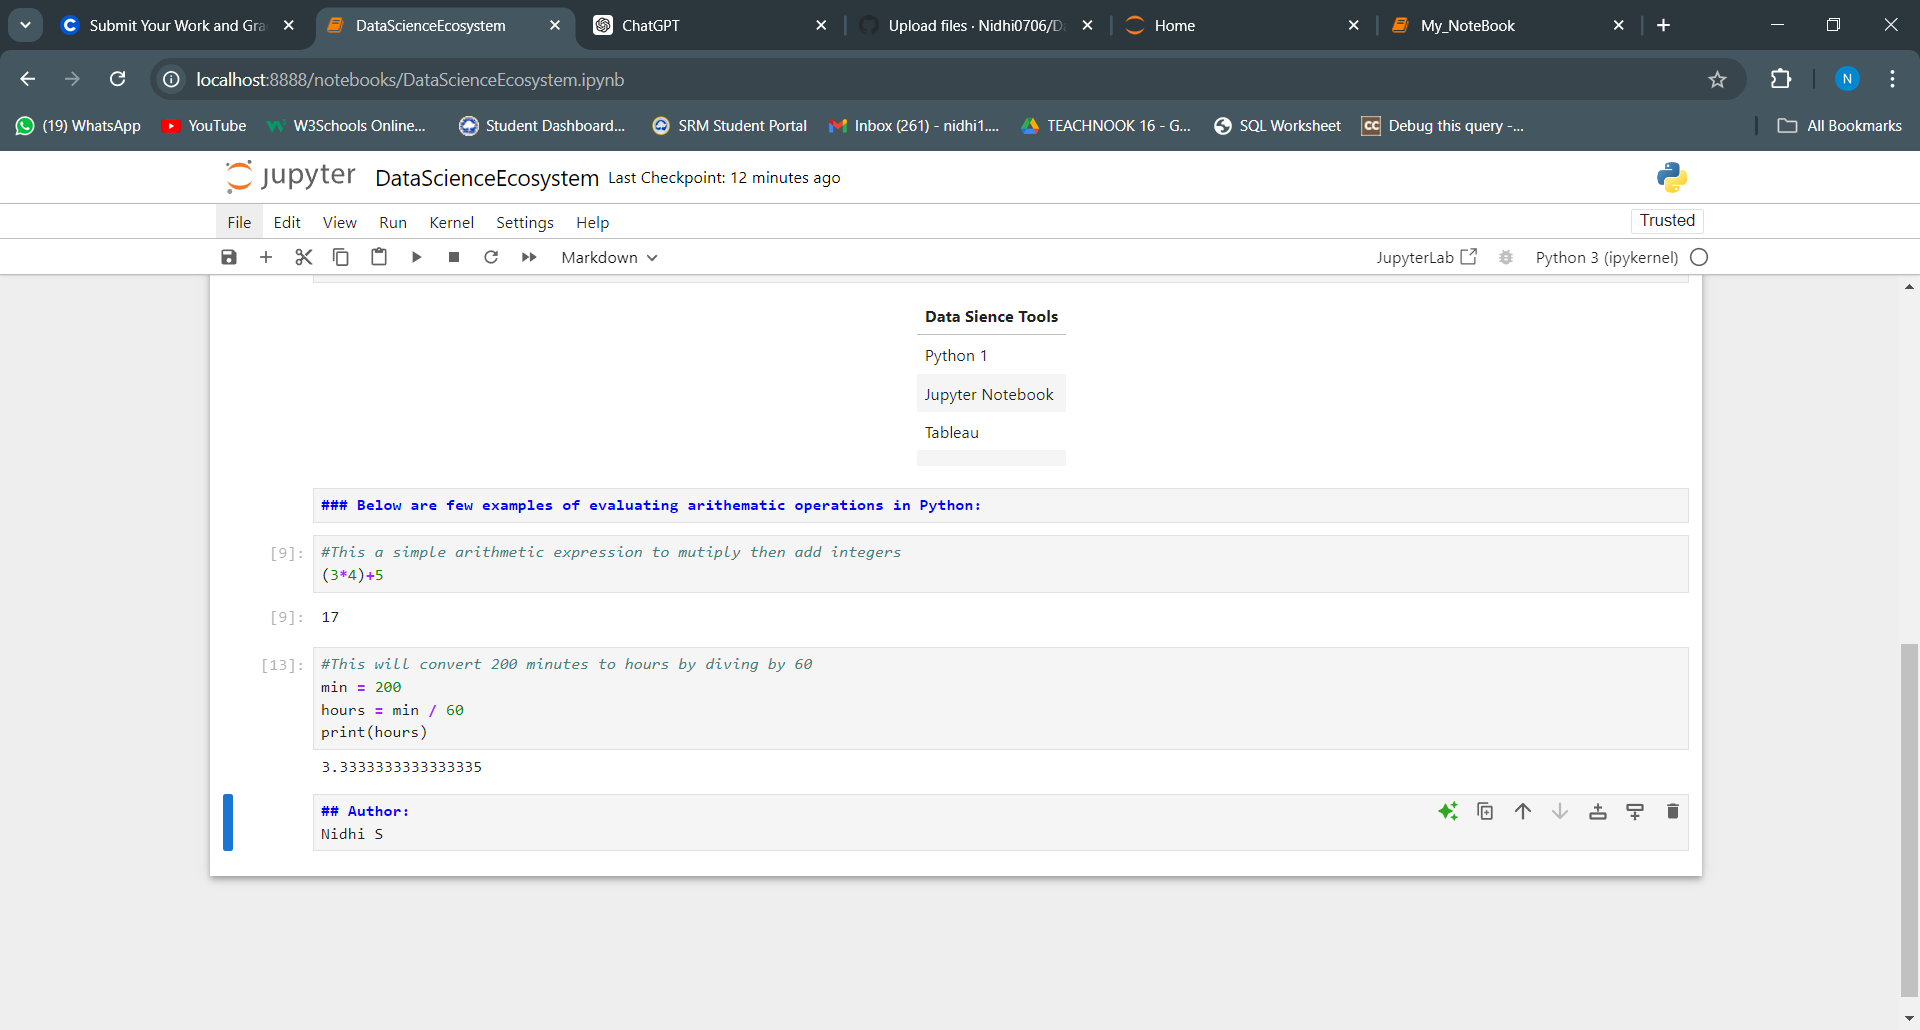 Submit Your Work and Gra
DataScienceEcosystem
ChatGPT
Upload files · Nidhi0706/Da
Home
My_NoteBook
localhost:8888/notebooks/DataScienceEcosystem.ipynb
N
(19) WhatsApp
YouTube
W3Schools Online...
Student Dashboard...
SRM Student Portal
Inbox (261) - nidhi1....
TEACHNOOK 16 - G...
SQL Worksheet
CC
Debug this query -...
All Bookmarks
jupyter
DataScienceEcosystem
Last Checkpoint: 12 minutes ago
File
Edit
View
Run
Kernel
Settings
Help
Trusted
Markdown
JupyterLab
Python 3 (ipykernel)
Data Sience Tools
Python 1
Jupyter Notebook
Tableau
### Below are few examples of evaluating arithematic operations in Python:
[9]:
#This a simple arithmetic expression to mutiply then add integers
(3*4)+5
[9]:
17
[13]:
#This will convert 200 minutes to hours by diving by 60
min = 200
hours = min / 60
print(hours)
3.3333333333333335
## Author:
Nidhi S